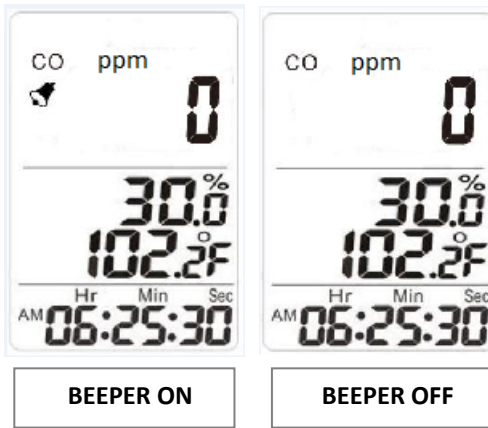 CO ppm
0
30.0%
102.2°F
Hr Min Sec
AM 06:25:30
BEEPER ON
CO ppm
0
30.0%
102.2°F
Hr Min Sec
AM 06:25:30
BEEPER OFF